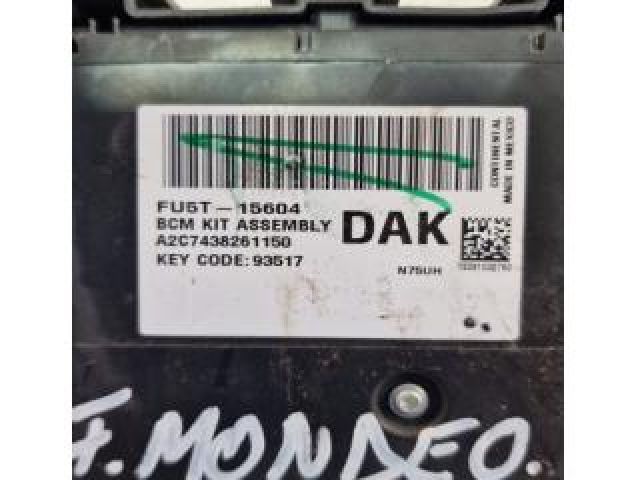 CONTINENTAL
MADE IN MEXICO
FU5T-15604
BCM KIT ASSEMBLY
DAK
A2C7438261150
KEY CODE: 93517
N75UH
F. MONDEO.